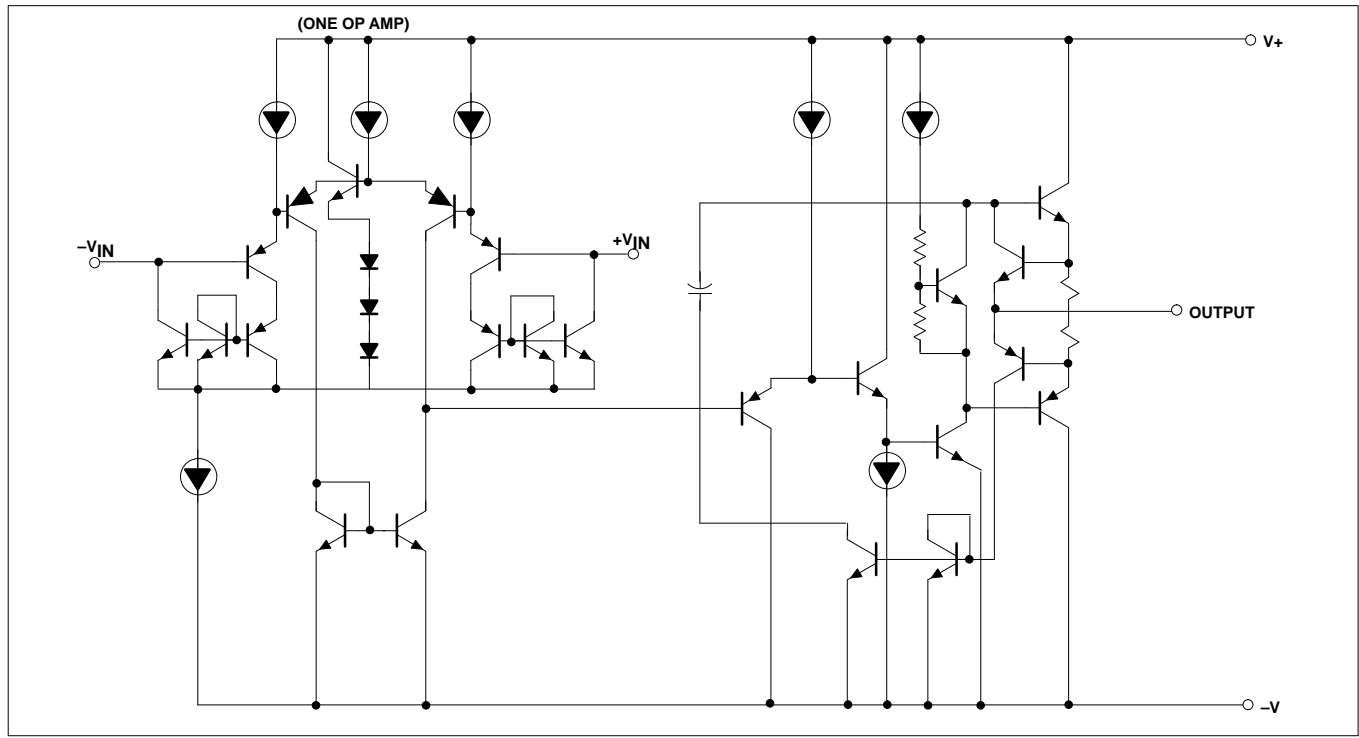 (ONE OP AMP)
V+
–VIN
+VIN
OUTPUT
–V